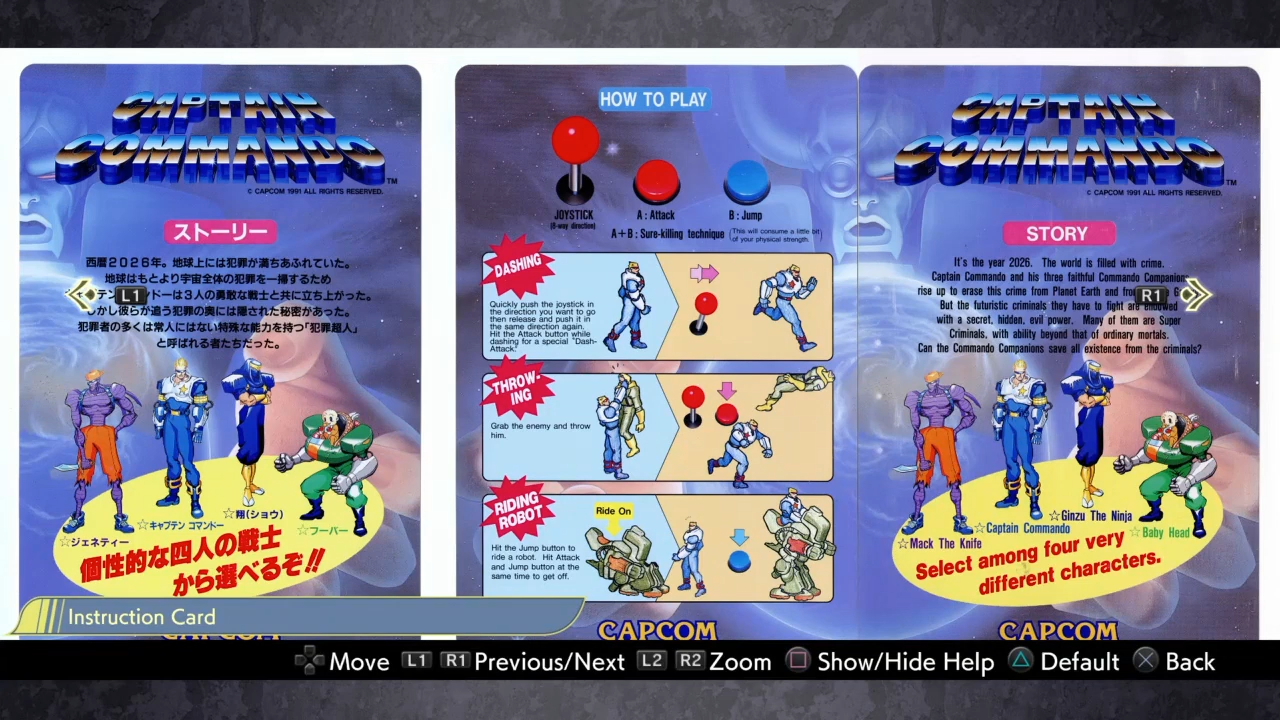 CAPTAIN
COMMANDO™
© CAPCOM 1991 ALL RIGHTS RESERVED.
ストーリー
西暦2026年。地球上には犯罪が満ちあふれていた。
地球はもとより宇宙全体の犯罪を一掃するため
テン L1 ドーは3人の勇敢な戦士と共に立ち上がった。
しかし彼らが追う犯罪の奥には隠された秘密があった。
犯罪者の多くは常人にはない特殊な能力を持つ「犯罪超人」
と呼ばれる者たちだった。
☆翔(ショウ)
☆キャプテン コマンドー
☆フーバー
☆ジェネティー
個性的な四人の戦士
から選べるぞ!!
CAPCOM
HOW TO PLAY
JOYSTICK
(8-way direction)
A : Attack
B : Jump
A+B : Sure-killing technique
(This will consume a little bit
of your physical strength.)
DASHING
Quickly push the joystick in
the direction you want to go
then release and push it in
the same direction again.
Hit the Attack button while
dashing for a special "Dash-
Attack."
THROW-
ING
Grab the enemy and throw
him.
RIDING
ROBOT
Ride On
Hit the Jump button to
ride a robot. Hit Attack
and Jump button at the
same time to get off.
CAPCOM
CAPTAIN
COMMANDO™
© CAPCOM 1991 ALL RIGHTS RESERVED.
STORY
It's the year 2026. The world is filled with crime.
Captain Commando and his three faithful Commando Companions
rise up to erase this crime from Planet Earth and from R1
But the futuristic criminals they have to fight are endowed
with a secret, hidden, evil power. Many of them are Super
Criminals, with ability beyond that of ordinary mortals.
Can the Commando Companions save all existence from the criminals?
☆Ginzu The Ninja
☆Captain Commando
☆Baby Head
☆Mack The Knife
Select among four very
different characters.
CAPCOM
Instruction Card
Move L1 R1 Previous/Next L2 R2 Zoom Show/Hide Help Default Back